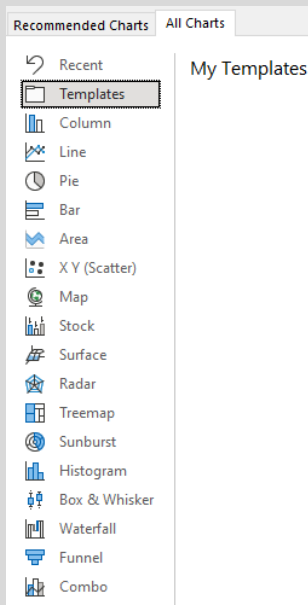 Recommended Charts
All Charts
Recent
My Templates
Templates
Column
Line
Pie
Bar
Area
X Y (Scatter)
Map
Stock
Surface
Radar
Treemap
Sunburst
Histogram
Box & Whisker
Waterfall
Funnel
Combo